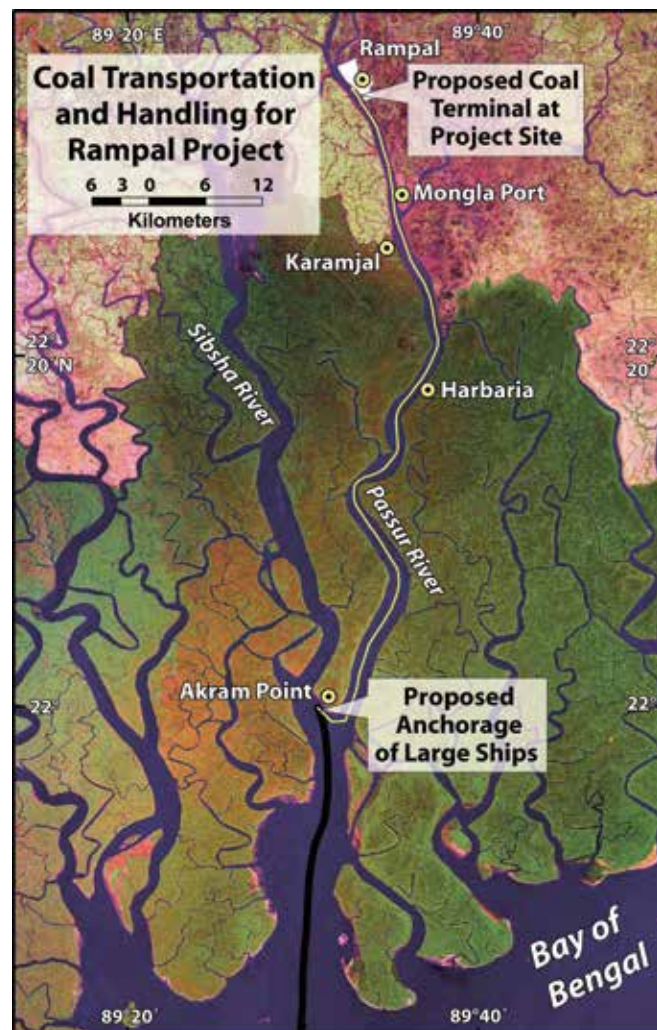 89°20´ E
89°40´
Rampal
Coal Transportation
and Handling for
Rampal Project
6 3 0 6 12
Kilometers
Proposed Coal
Terminal at
Project Site
Mongla Port
Karamjal
Sibsha River
22°
20´ N
22°
20´
Harbaria
Passur River
Akram Point
22°
22°
Proposed
Anchorage
of Large Ships
Bay of
Bengal
89°20´
89°40´